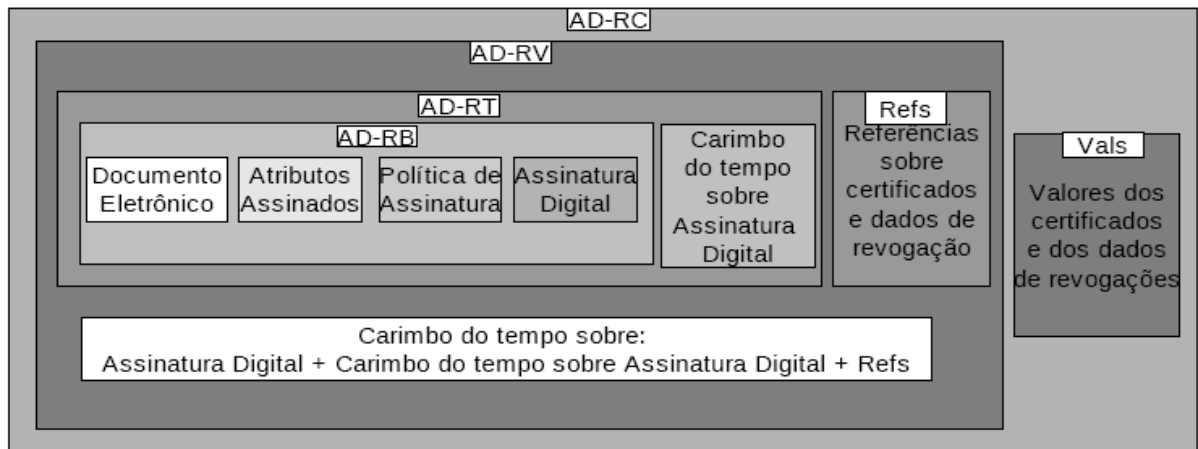 AD-RC
AD-RV
AD-RT
AD-RB
Documento
Eletrônico
Atributos
Assinados
Política de
Assinatura
Assinatura
Digital
Carimbo
do tempo
sobre
Assinatura
Digital
Refs
Referências
sobre
certificados
e dados de
revogação
Vals
Valores dos
certificados
e dos dados
de revogações
Carimbo do tempo sobre:
Assinatura Digital + Carimbo do tempo sobre Assinatura Digital + Refs